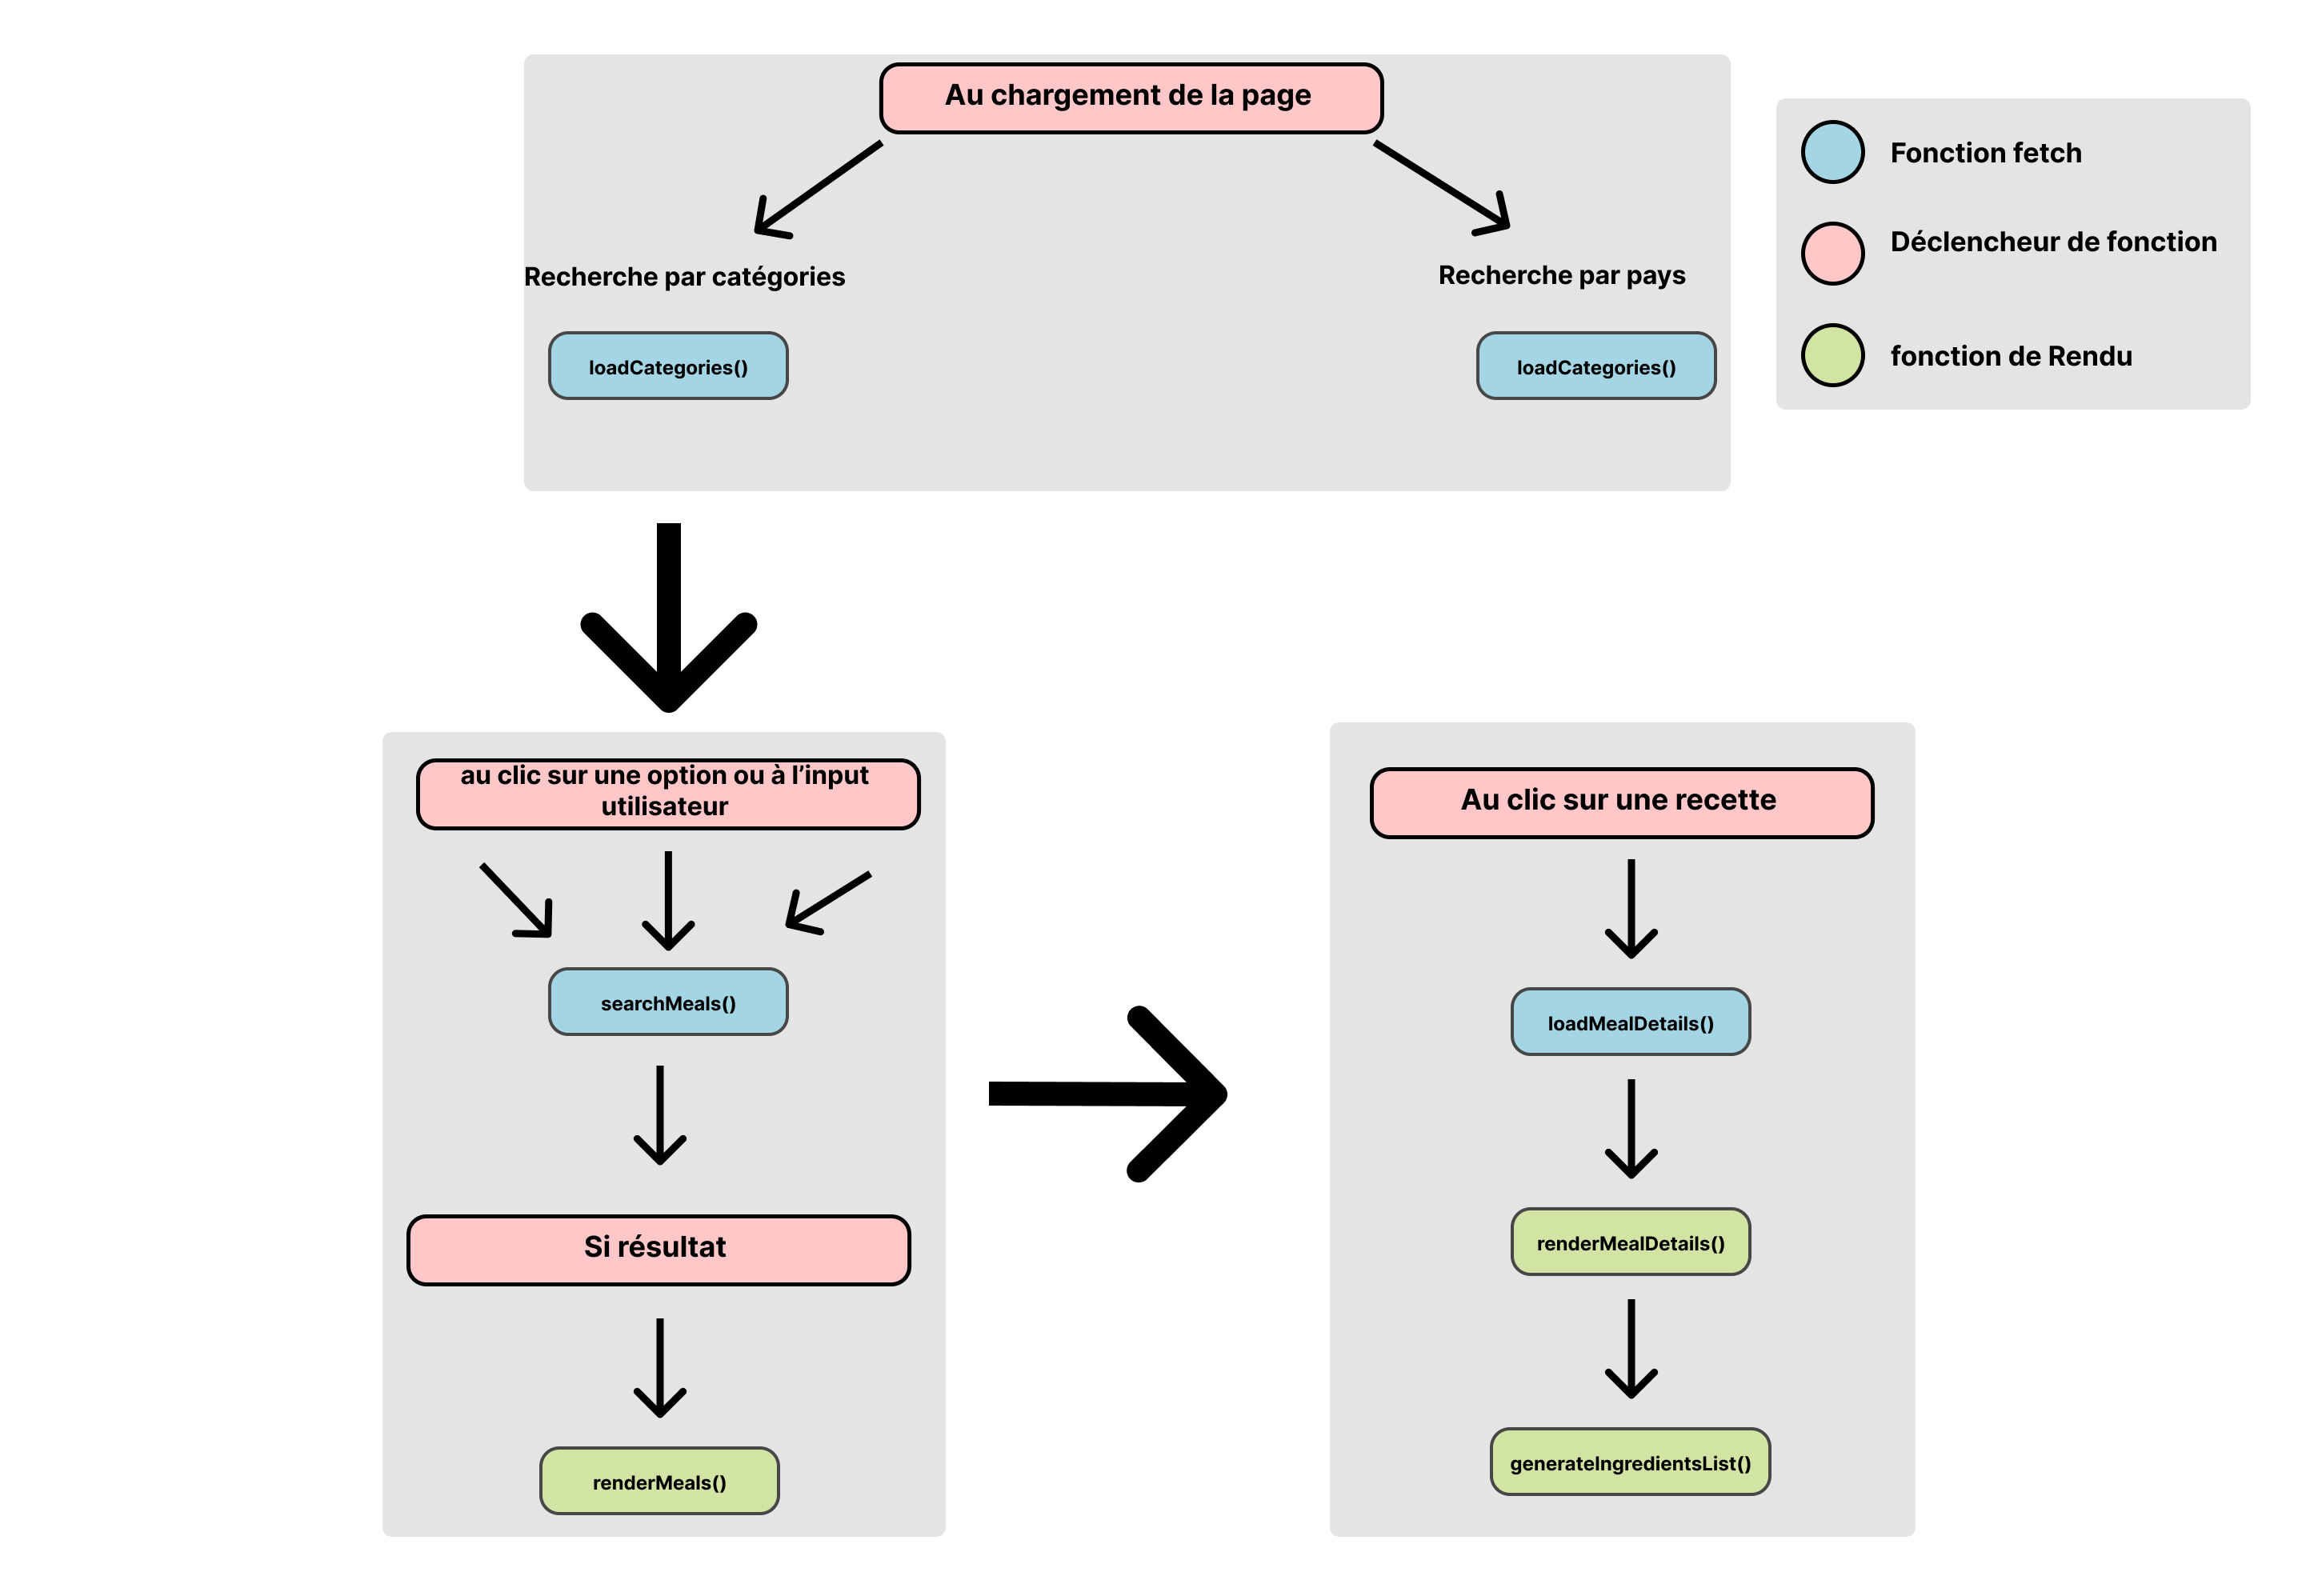 Au chargement de la page
Recherche par catégories
Recherche par pays
loadCategories()
loadCategories()
Fonction fetch
Déclencheur de fonction
fonction de Rendu
au clic sur une option ou à l’input
utilisateur
searchMeals()
Si résultat
renderMeals()
Au clic sur une recette
loadMealDetails()
renderMealDetails()
generateIngredientsList()